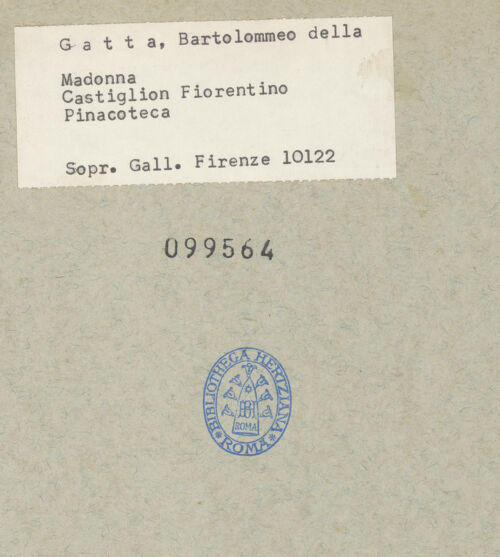 G a t t a, Bartolommeo della
Madonna
Castiglion Fiorentino
Pinacoteca
Sopr. Gall. Firenze 10122
099564
BIBLIOTHECA HERTZIANA
ROMA
ROMA